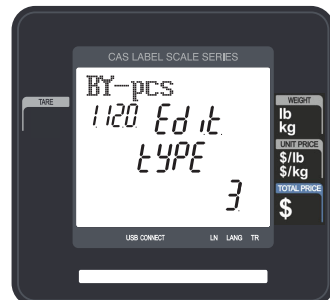 CAS LABEL SCALE SERIES
BY-pcs
1120 Edit
tYPE
3
TARE
WEIGHT
lb
kg
UNIT PRICE
$/lb
$/kg
TOTAL PRICE
$
USB CONNECT LN LANG TR